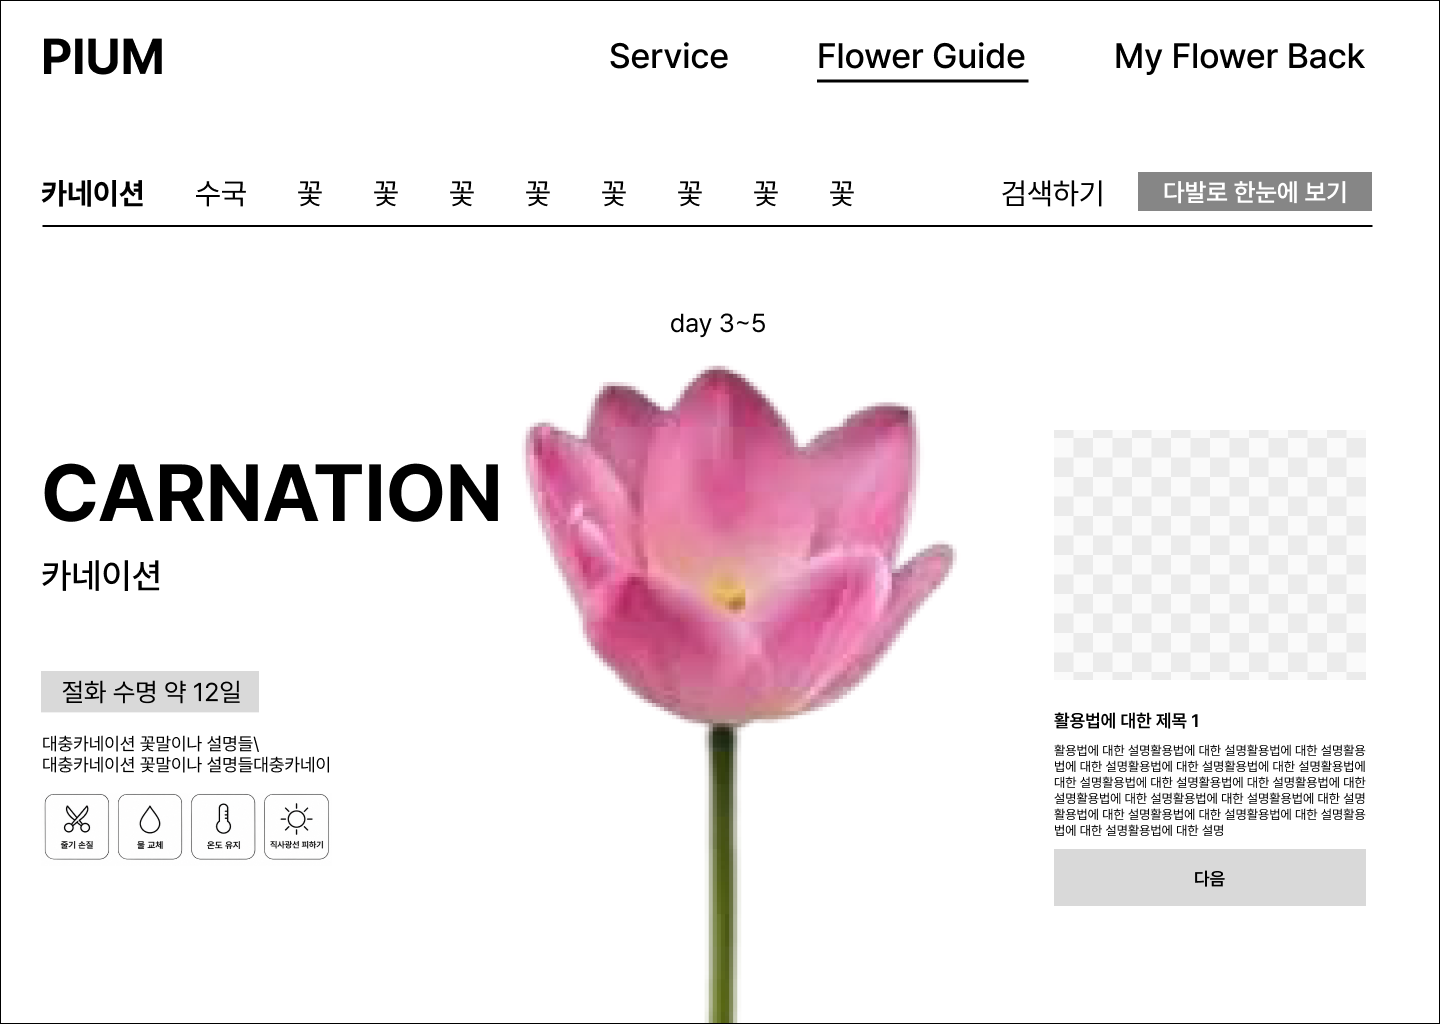 PIUM
Service
Flower Guide
My Flower Back
카네이션
수국
꽃
꽃
꽃
꽃
꽃
꽃
꽃
꽃
검색하기
다발로 한눈에 보기
day 3~5
CARNATION
카네이션
절화 수명 약 12일
대충카네이션 꽃말이나 설명들\
대충카네이션 꽃말이나 설명들대충카네이
줄기 손질
물 교체
온도 유지
직사광선 피하기
활용법에 대한 제목 1
활용법에 대한 설명활용법에 대한 설명활용법에 대한 설명활용
법에 대한 설명활용법에 대한 설명활용법에 대한 설명활용법에
대한 설명활용법에 대한 설명활용법에 대한 설명활용법에 대한
설명활용법에 대한 설명활용법에 대한 설명활용법에 대한 설명
활용법에 대한 설명활용법에 대한 설명활용법에 대한 설명활용
법에 대한 설명활용법에 대한 설명
다음